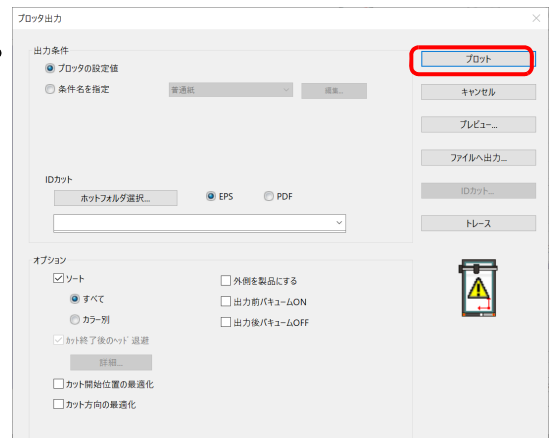 プロッタ出力
出力条件
プロッタの設定値
条件名を指定
普通紙
編集...
IDカット
ホットフォルダ選択...
EPS
PDF
プロット
キャンセル
プレビュー...
ファイルへ出力...
IDカット...
トレース
オプション
ソート
すべて
カラー別
カット終了後のヘッド退避
詳細...
カット開始位置の最適化
カット方向の最適化
外側を製品にする
出力前バキュームON
出力後バキュームOFF